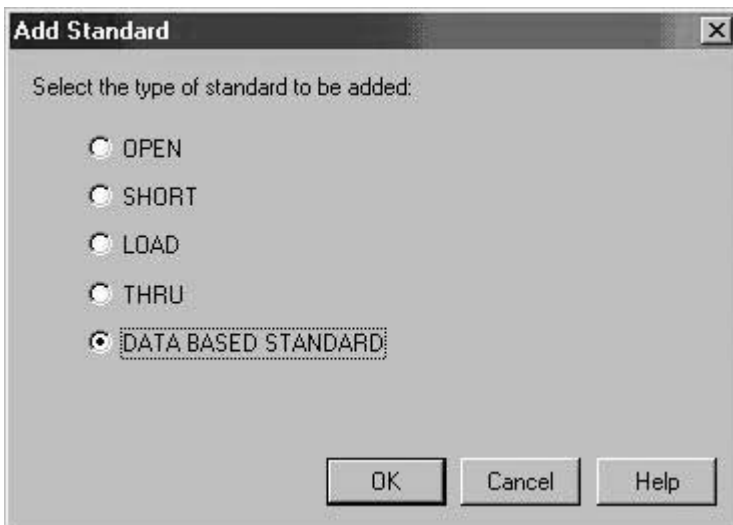 Add Standard
Select the type of standard to be added:
OPEN
SHORT
LOAD
THRU
DATA BASED STANDARD
OK Cancel Help